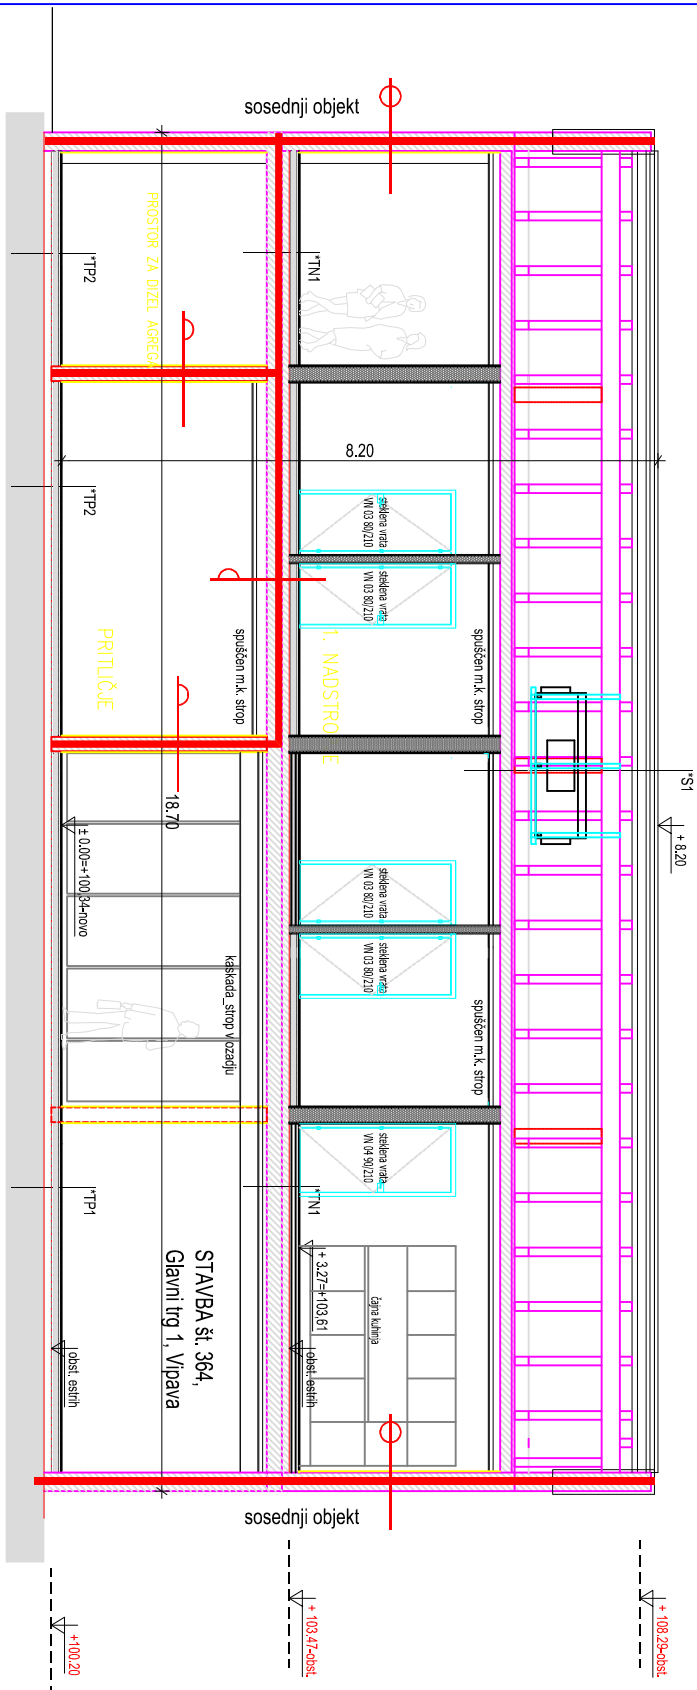 sosednji objekt
*TP2
PROSTOR ZA DIZEL AGREGA
*TN1
8.20
*TP2
steklena vrata
VN 03 80/210
steklena vrata
VN 03 80/210
PRITLIČJE
spuščen m.k. strop
1. NADSTRO
JE
spuščen m.k. strop
*S1
+ 8.20
18.70
± 0.00=+100,34-novo
steklena vrata
VN 03 80/210
steklena vrata
VN 03 80/210
kaskada_strop v ozadju
spuščen m.k. strop
steklena vrata
VN 04 90/210
*TP1
*TN1
STAVBA št. 364,
Glavni trg 1, Vipava
+ 3.27=+103,61
čajna kuhinja
obst. estrih
obst. estrih
sosednji objekt
+100.20
+ 103.47-obst.
+ 108.29-obst.